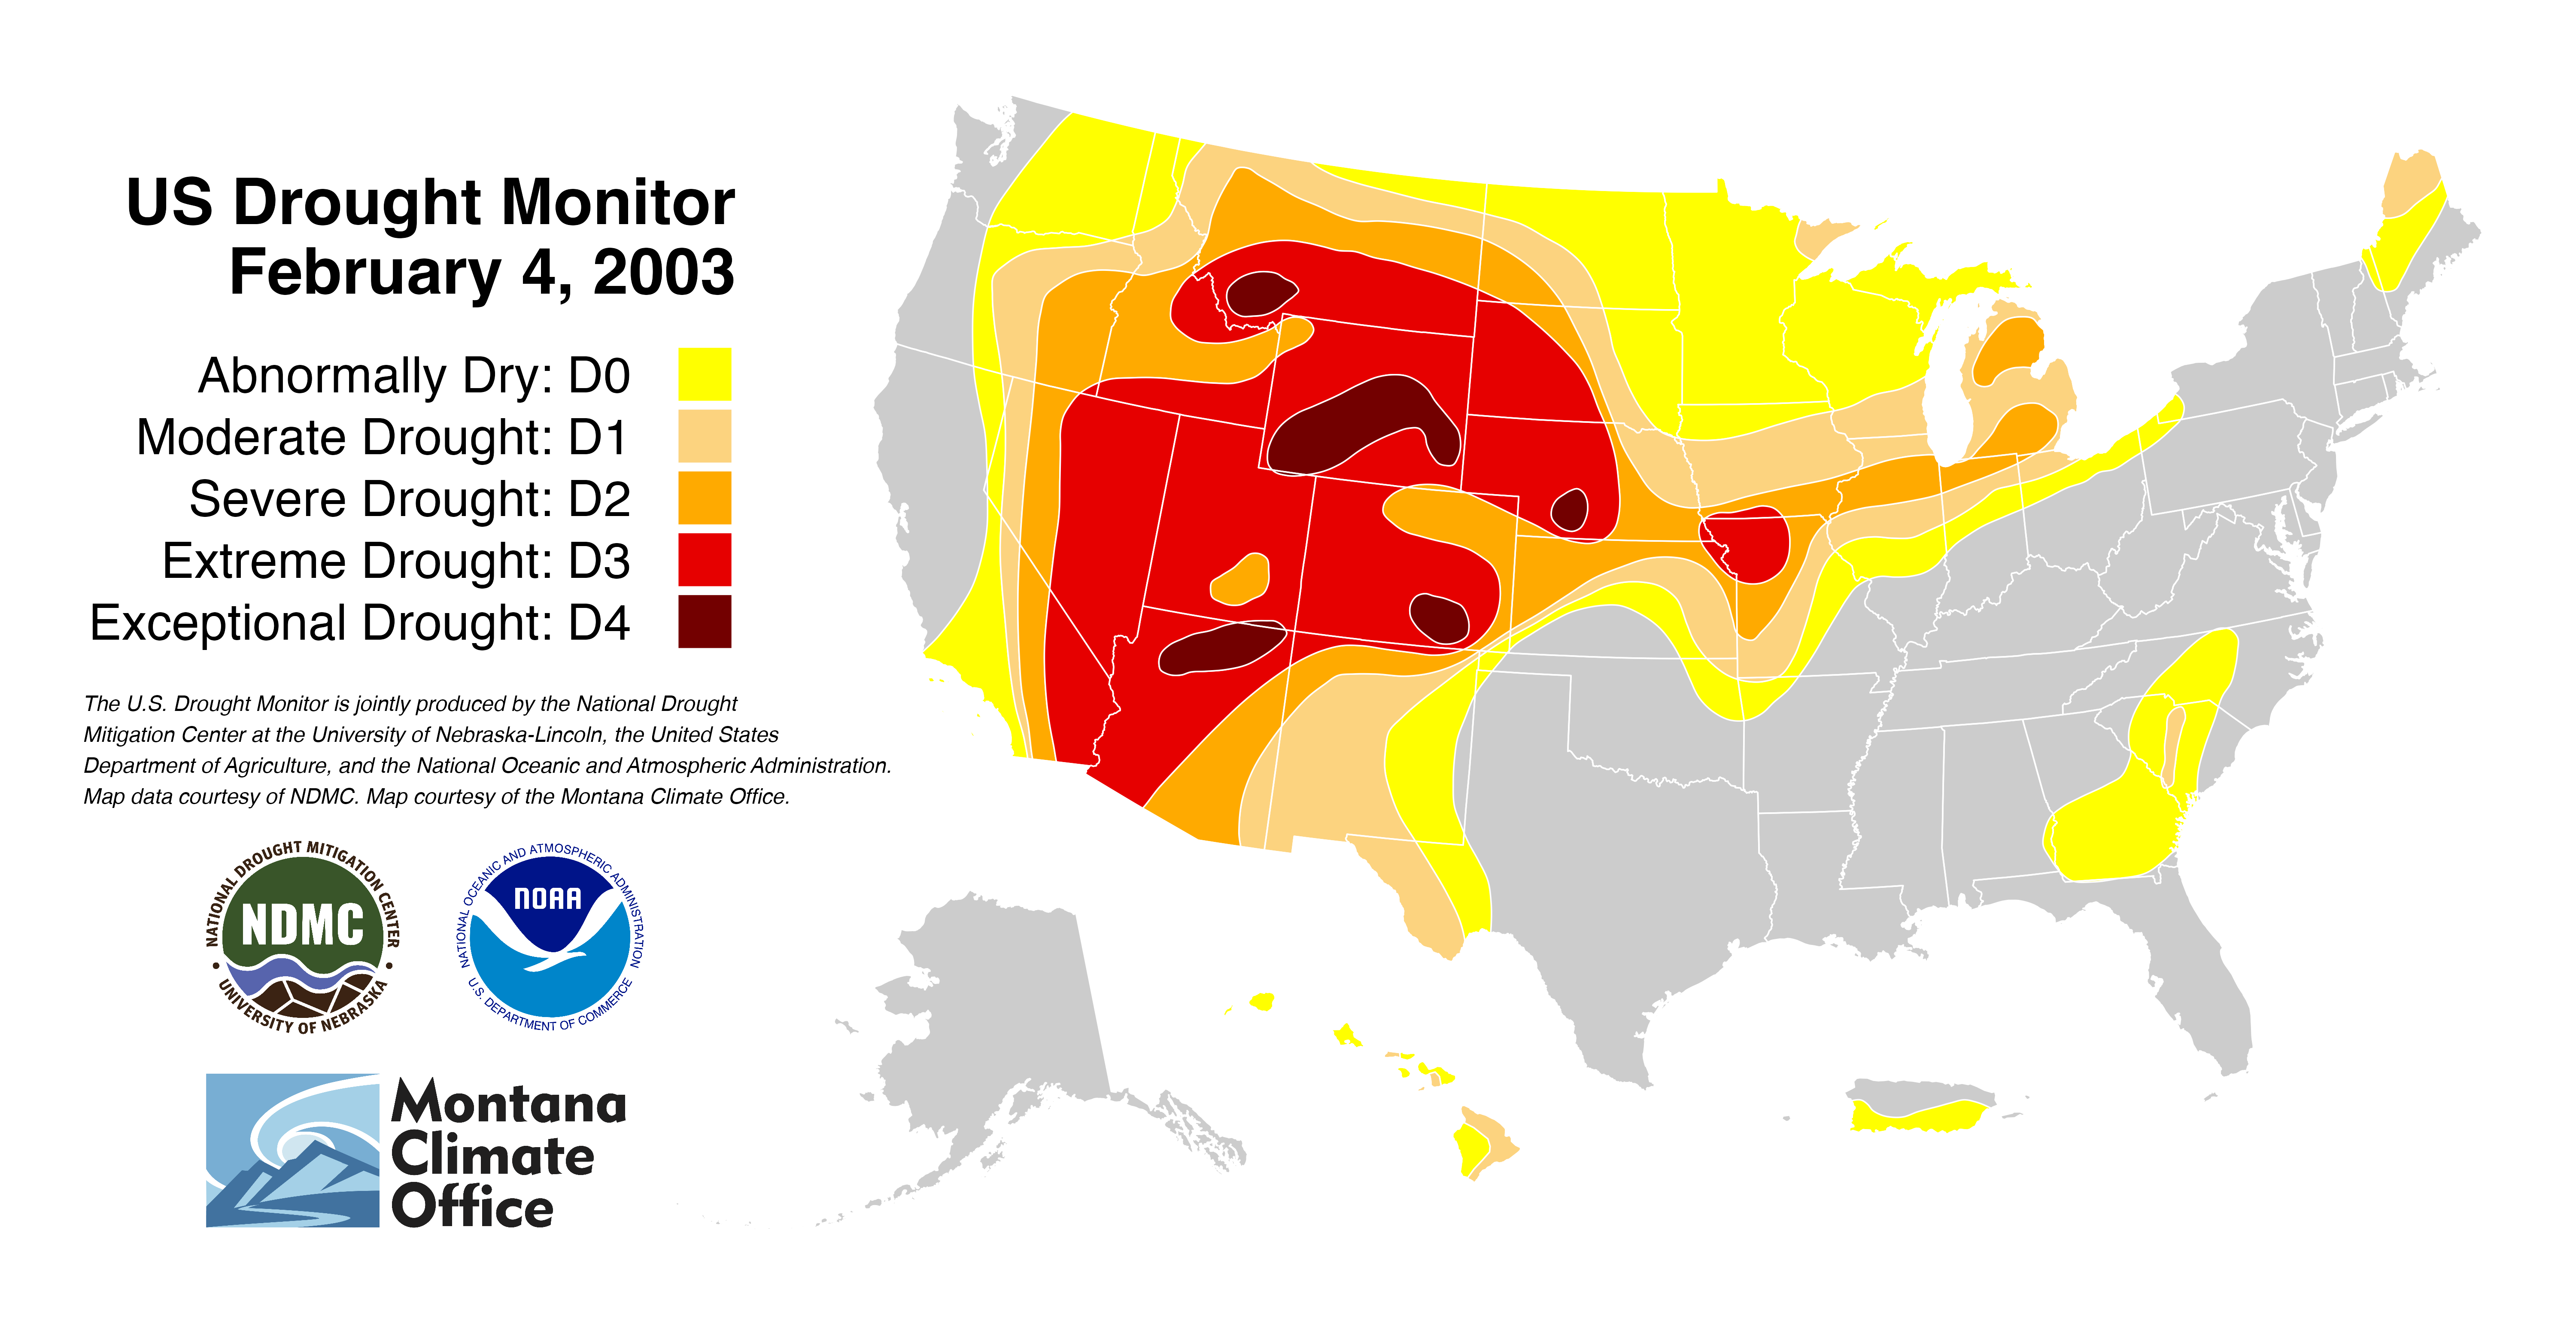 US Drought Monitor
February 4, 2003
Abnormally Dry: D0
Moderate Drought: D1
Severe Drought: D2
Extreme Drought: D3
Exceptional Drought: D4
The U.S. Drought Monitor is jointly produced by the National Drought
Mitigation Center at the University of Nebraska-Lincoln, the United States
Department of Agriculture, and the National Oceanic and Atmospheric Administration.
Map data courtesy of NDMC. Map courtesy of the Montana Climate Office.
NATIONAL DROUGHT MITIGATION CENTER
NDMC
• UNIVERSITY OF NEBRASKA •
NATIONAL OCEANIC AND ATMOSPHERIC ADMINISTRATION
NOAA
U.S. DEPARTMENT OF COMMERCE
Montana
Climate
Office